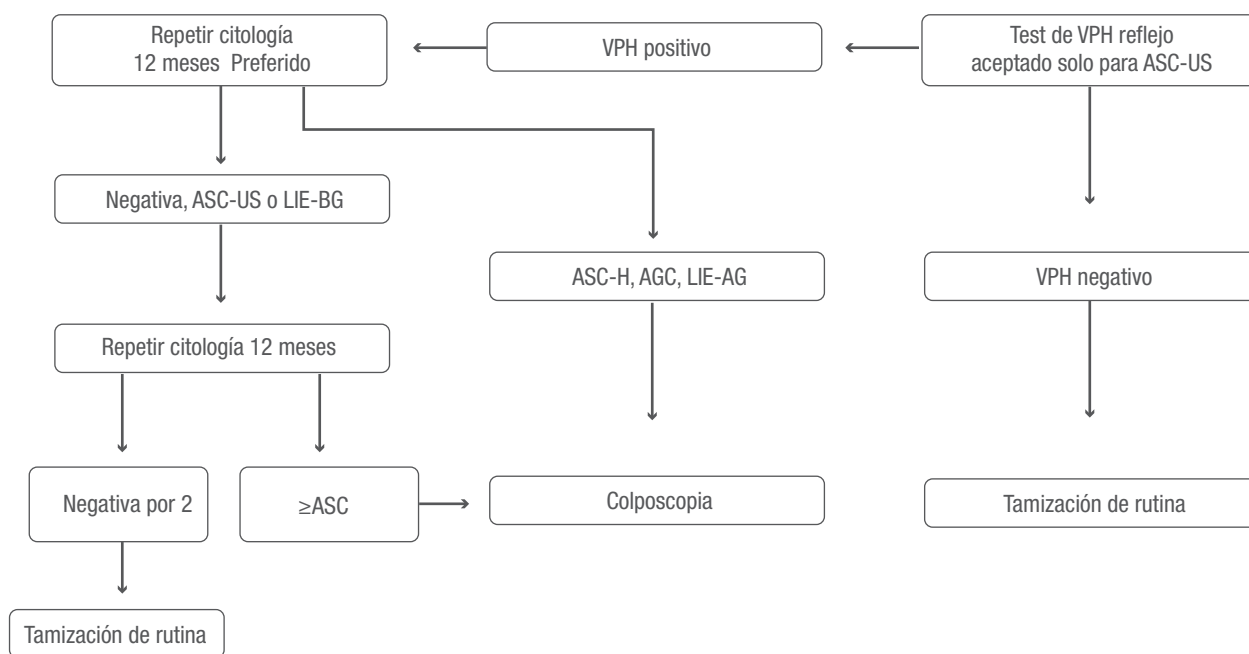 Repetir citología
12 meses Preferido
VPH positivo
Test de VPH reflejo
aceptado solo para ASC-US
Negativa, ASC-US o LIE-BG
ASC-H, AGC, LIE-AG
VPH negativo
Repetir citología 12 meses
Negativa por 2
≥ASC
Colposcopia
Tamización de rutina
Tamización de rutina